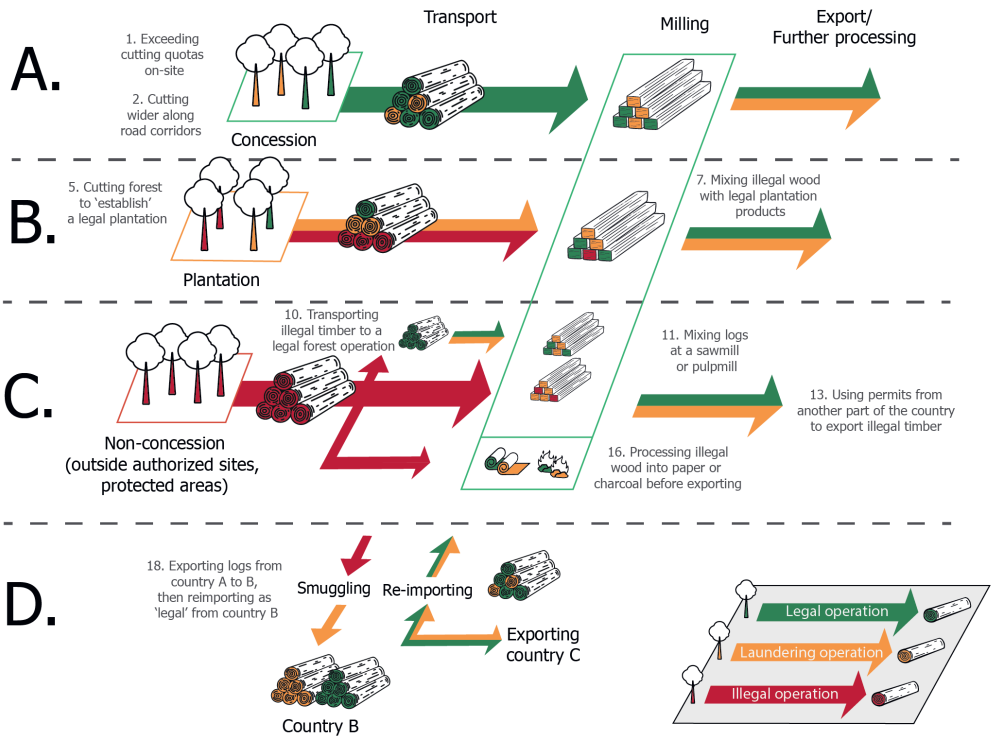 Transport
Milling
Export/
Further processing
A.
1. Exceeding
cutting quotas
on-site
2. Cutting
wider along
road corridors
Concession
B.
5. Cutting forest
to ‘establish’
a legal plantation
Plantation
7. Mixing illegal wood
with legal plantation
products
C.
10. Transporting
illegal timber to a
legal forest operation
Non-concession
(outside authorized sites,
protected areas)
11. Mixing logs
at a sawmill
or pulpmill
13. Using permits from
another part of the country
to export illegal timber
16. Processing illegal
wood into paper or
charcoal before exporting
D.
18. Exporting logs from
country A to B,
then reimporting as
‘legal’ from country B
Smuggling
Re-importing
Exporting
country C
Country B
Legal operation
Laundering operation
Illegal operation